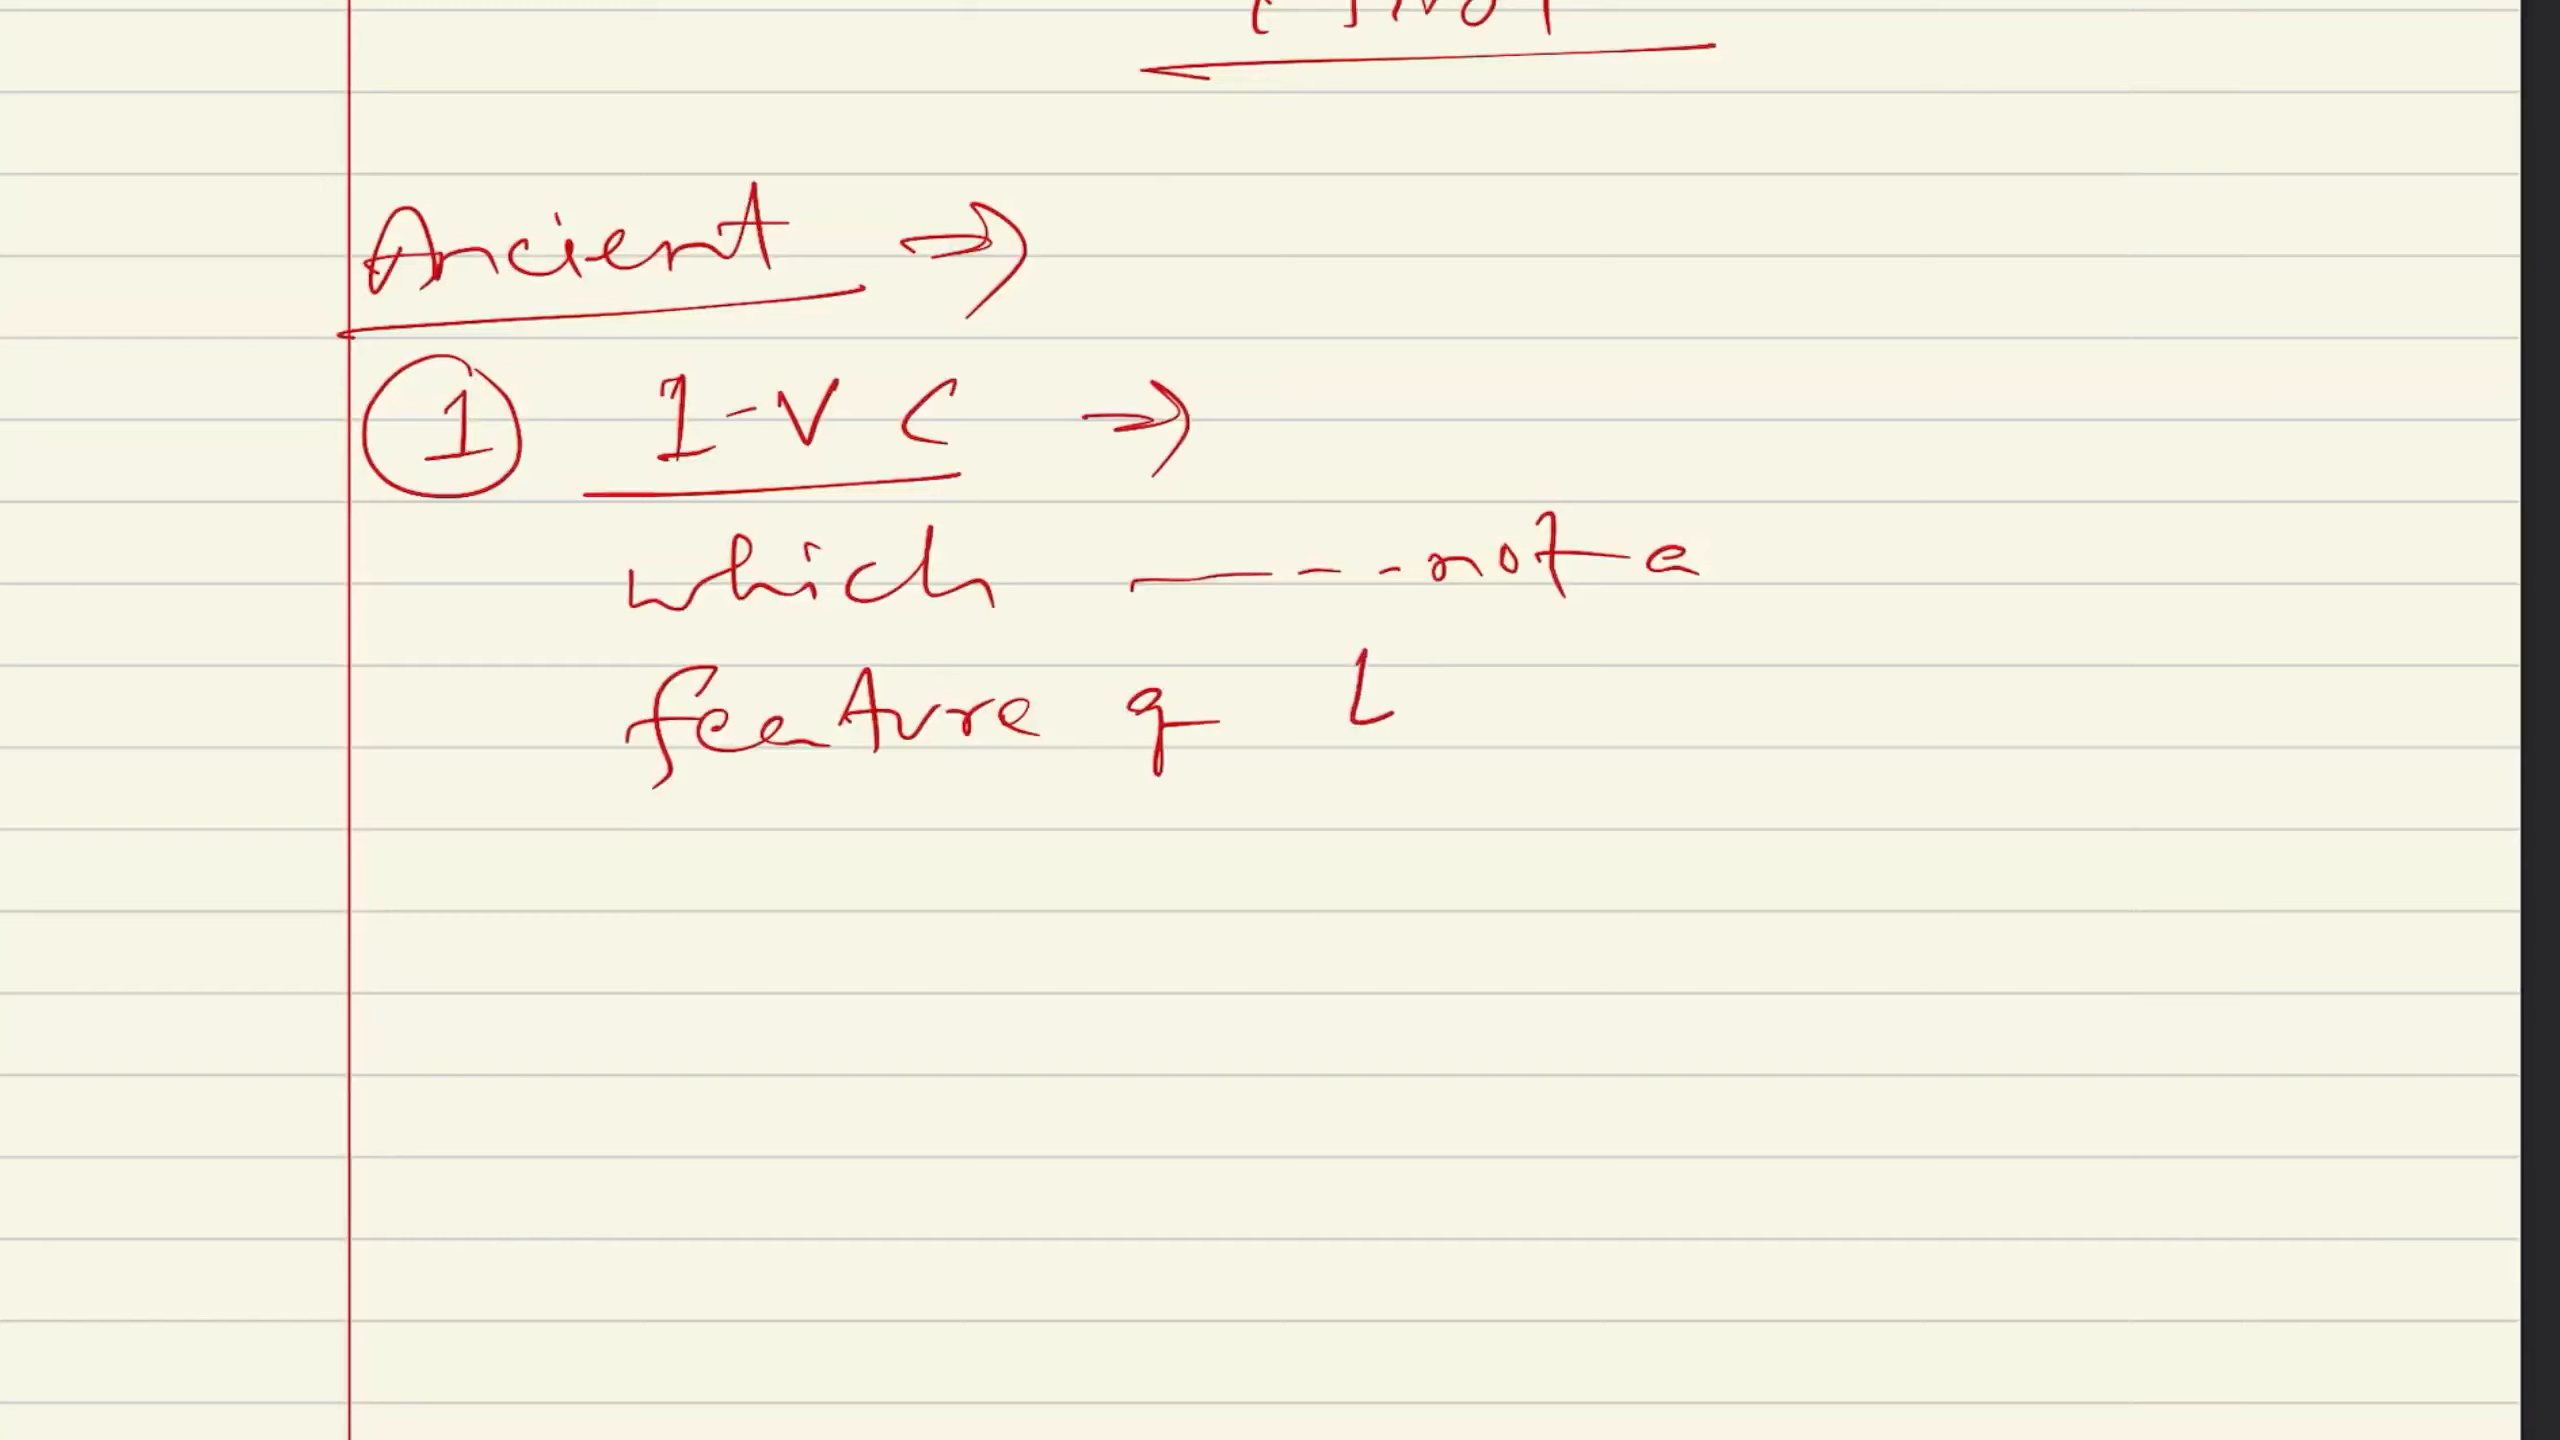 Ancient ⇒
① I-V C ⇒
which ---- not a
feature of L